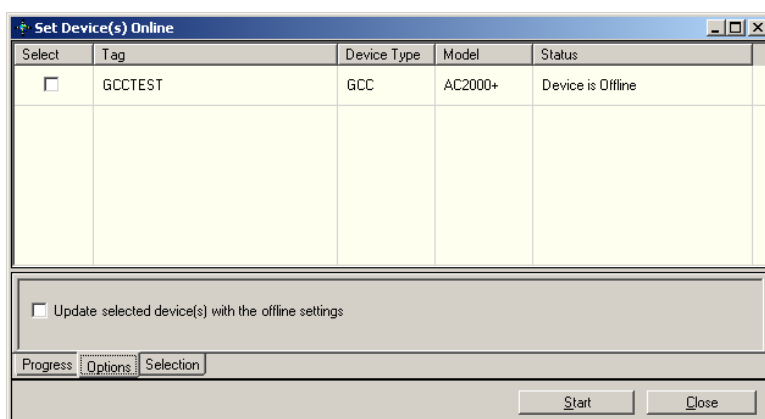 Set Device(s) Online
Select Tag Device Type Model Status
GCCTEST GCC AC2000+ Device is Offline
Update selected device(s) with the offline settings
Progress Options Selection
Start Close